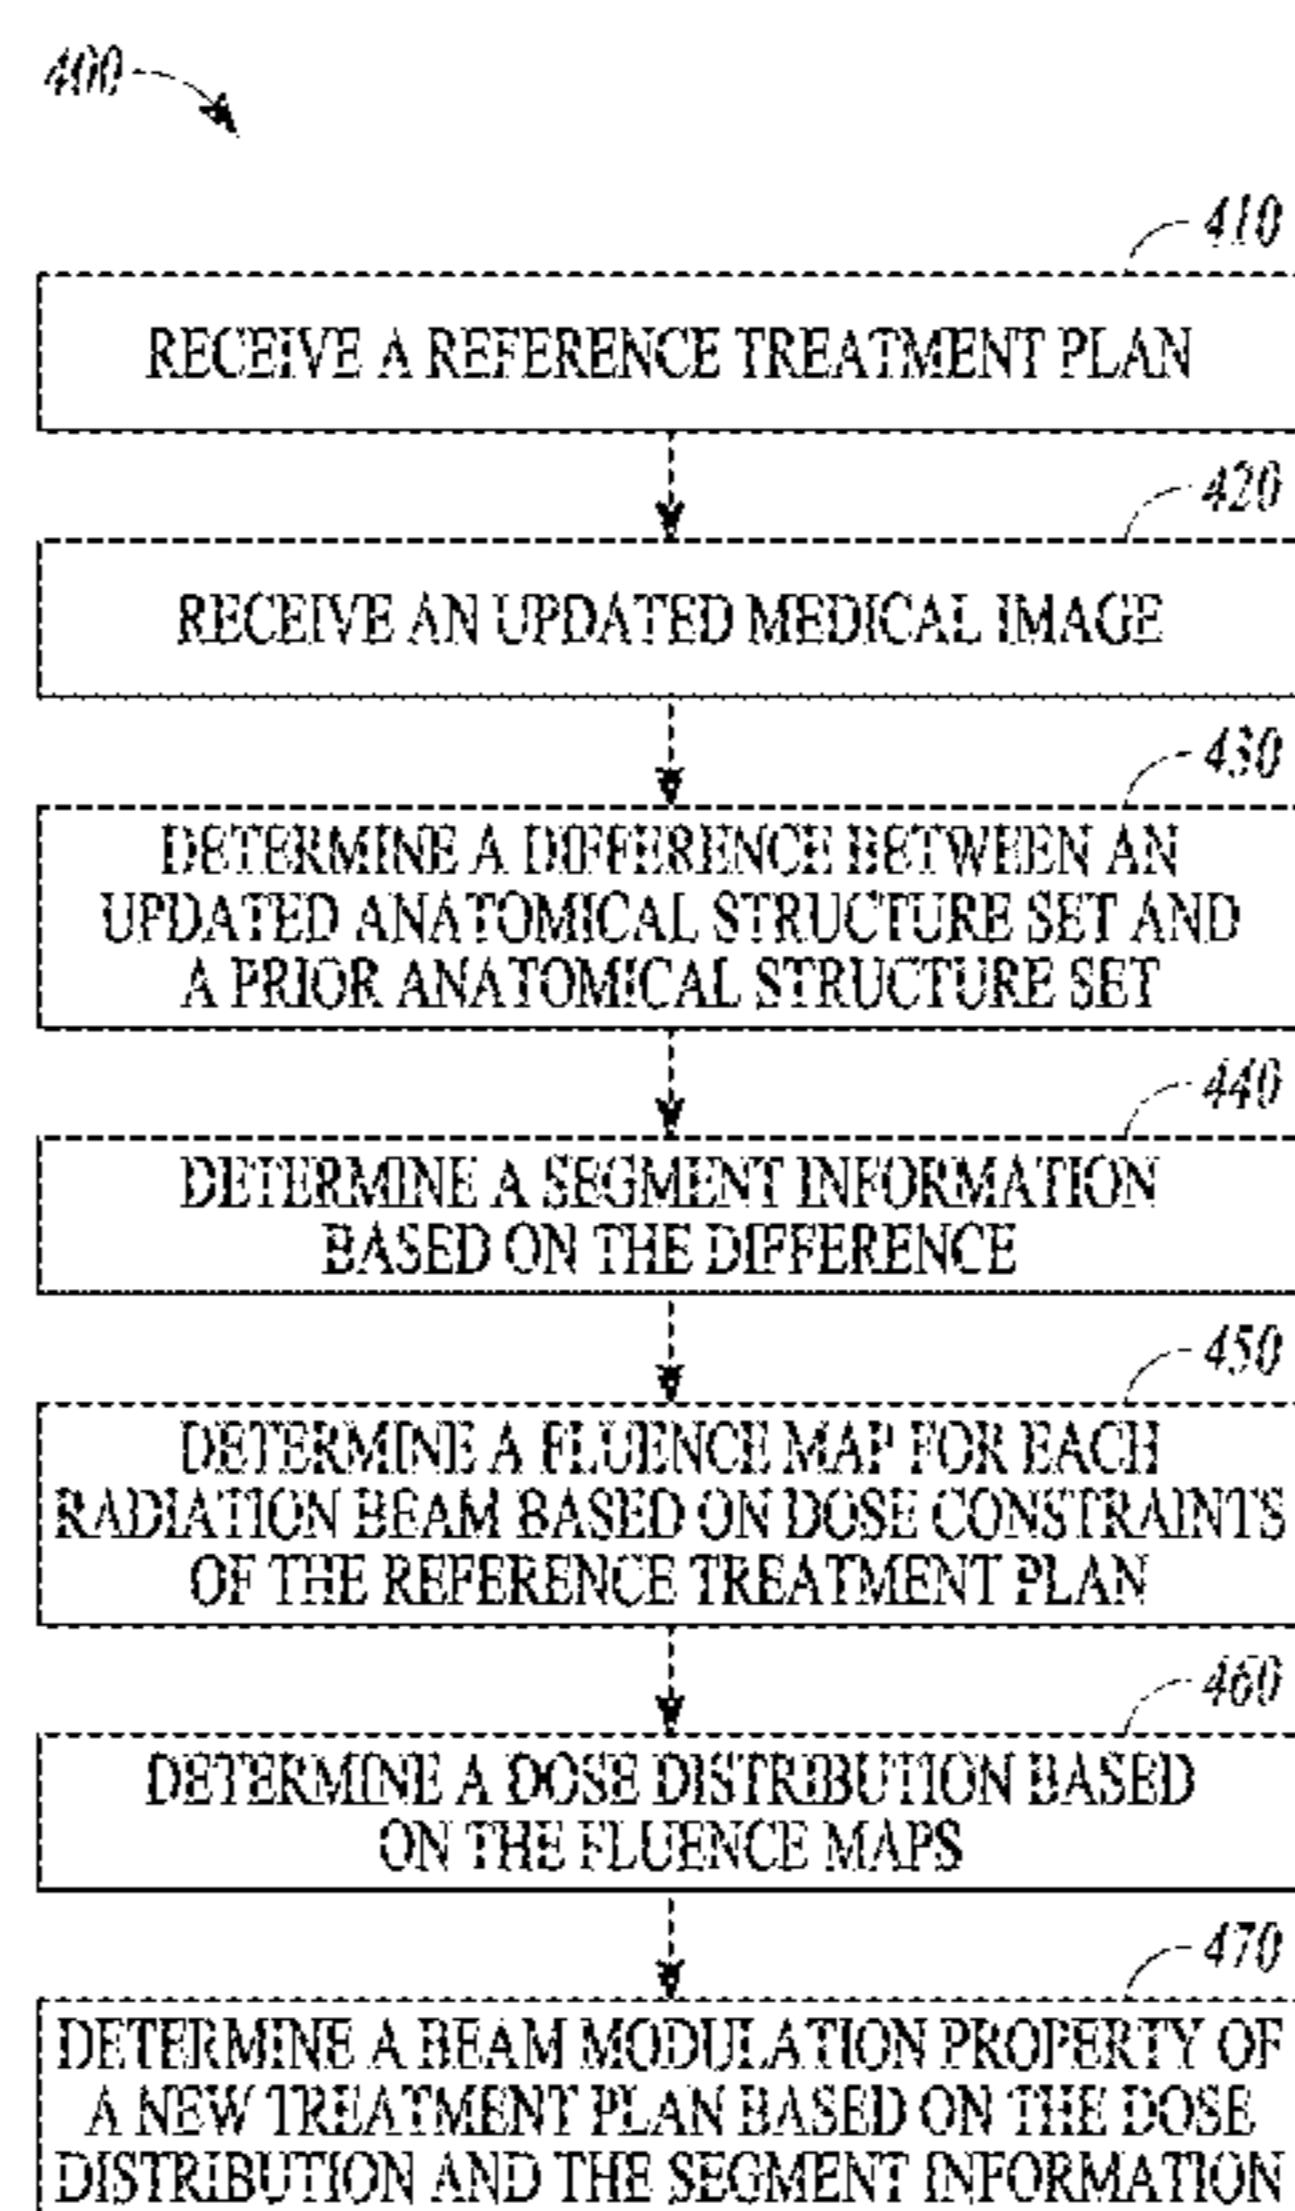 400
410
RECEIVE A REFERENCE TREATMENT PLAN
420
RECEIVE AN UPDATED MEDICAL IMAGE
430
DETERMINE A DIFFERENCE BETWEEN AN
UPDATED ANATOMICAL STRUCTURE SET AND
A PRIOR ANATOMICAL STRUCTURE SET
440
DETERMINE A SEGMENT INFORMATION
BASED ON THE DIFFERENCE
450
DETERMINE A FLUENCE MAP FOR EACH
RADIATION BEAM BASED ON DOSE CONSTRAINTS
OF THE REFERENCE TREATMENT PLAN
460
DETERMINE A DOSE DISTRIBUTION BASED
ON THE FLUENCE MAPS
470
DETERMINE A BEAM MODULATION PROPERTY OF
A NEW TREATMENT PLAN BASED ON THE DOSE
DISTRIBUTION AND THE SEGMENT INFORMATION